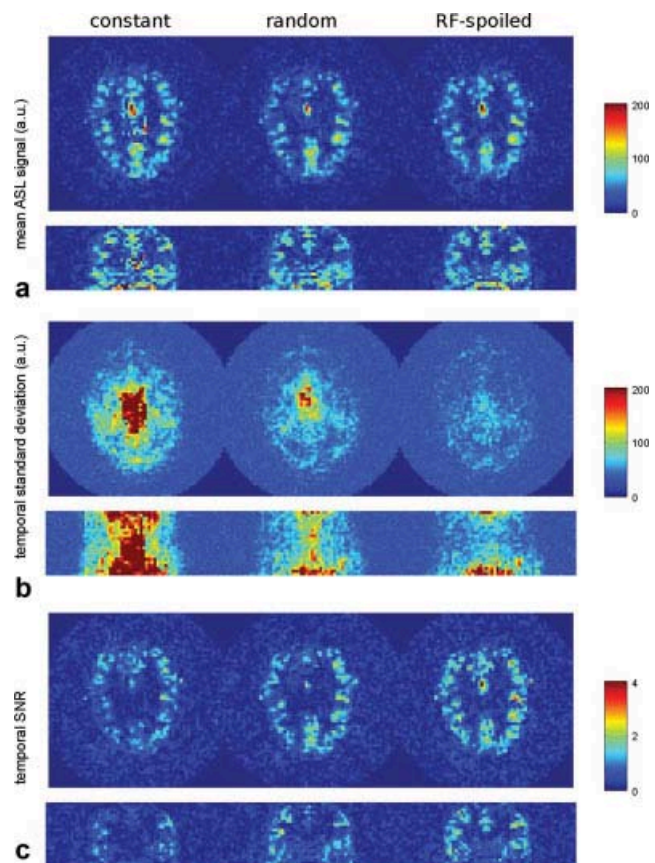 constant random RF-spoiled
mean ASL signal (a.u.)
200
100
0
a
temporal standard deviation (a.u.)
200
100
0
b
temporal SNR
4
2
0
c